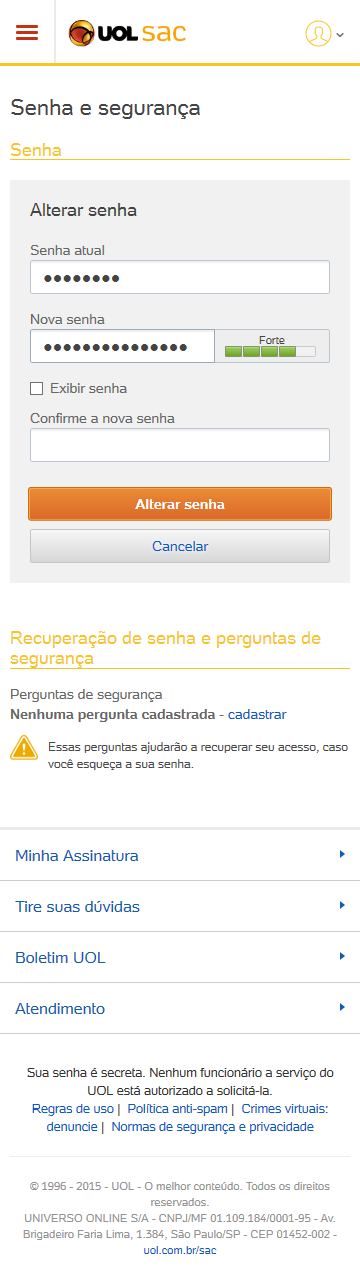 UOL sac
Senha e segurança
Senha
Alterar senha
Senha atual
●●●●●●●●
Nova senha
●●●●●●●●●●●●●●●
Forte
Exibir senha
Confirme a nova senha
Alterar senha
Cancelar
Recuperação de senha e perguntas de
segurança
Perguntas de segurança
Nenhuma pergunta cadastrada - cadastrar
Essas perguntas ajudarão a recuperar seu acesso, caso
você esqueça a sua senha.
Minha Assinatura
Tire suas dúvidas
Boletim UOL
Atendimento
Sua senha é secreta. Nenhum funcionário a serviço do
UOL está autorizado a solicitá-la.
Regras de uso | Política anti-spam | Crimes virtuais:
denuncie | Normas de segurança e privacidade
© 1996 - 2015 - UOL - O melhor conteúdo. Todos os direitos
reservados.
UNIVERSO ONLINE S/A - CNPJ/MF 01.109.184/0001-95 - Av.
Brigadeiro Faria Lima, 1.384, São Paulo/SP - CEP 01452-002 -
uol.com.br/sac